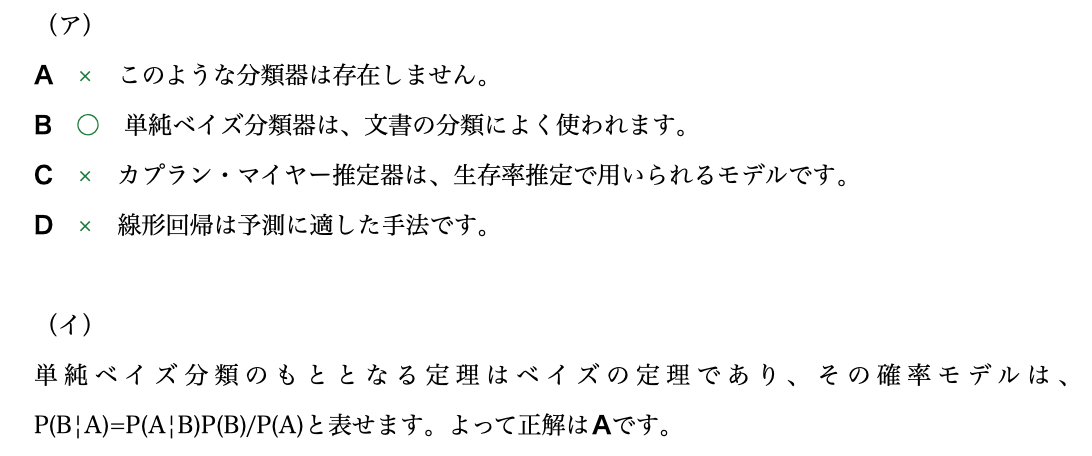 （ア）
A × このような分類器は存在しません。
B ○ 単純ベイズ分類器は、文書の分類によく使われます。
C × カプラン・マイヤー推定器は、生存率推定で用いられるモデルです。
D × 線形回帰は予測に適した手法です。
（イ）
単純ベイズ分類のもととなる定理はベイズの定理であり、その確率モデルは、
P(B¦A)=P(A¦B)P(B)/P(A)と表せます。よって正解はAです。